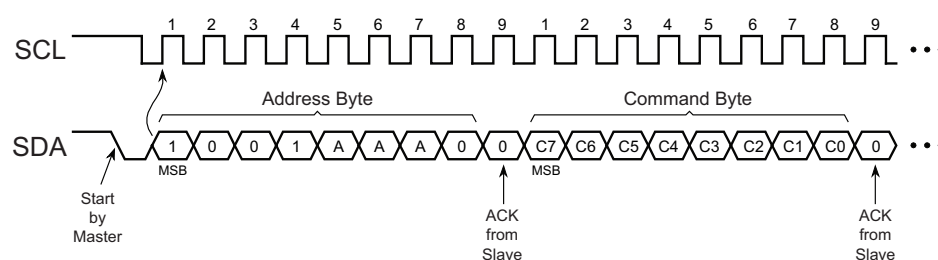 1 2 3 4 5 6 7 8 9 1 2 3 4 5 6 7 8 9
SCL
Address Byte Command Byte
SDA 1 0 0 1 A A A 0 0 C7 C6 C5 C4 C3 C2 C1 C0 0
MSB MSB
Start
by
Master
ACK
from
Slave
ACK
from
Slave